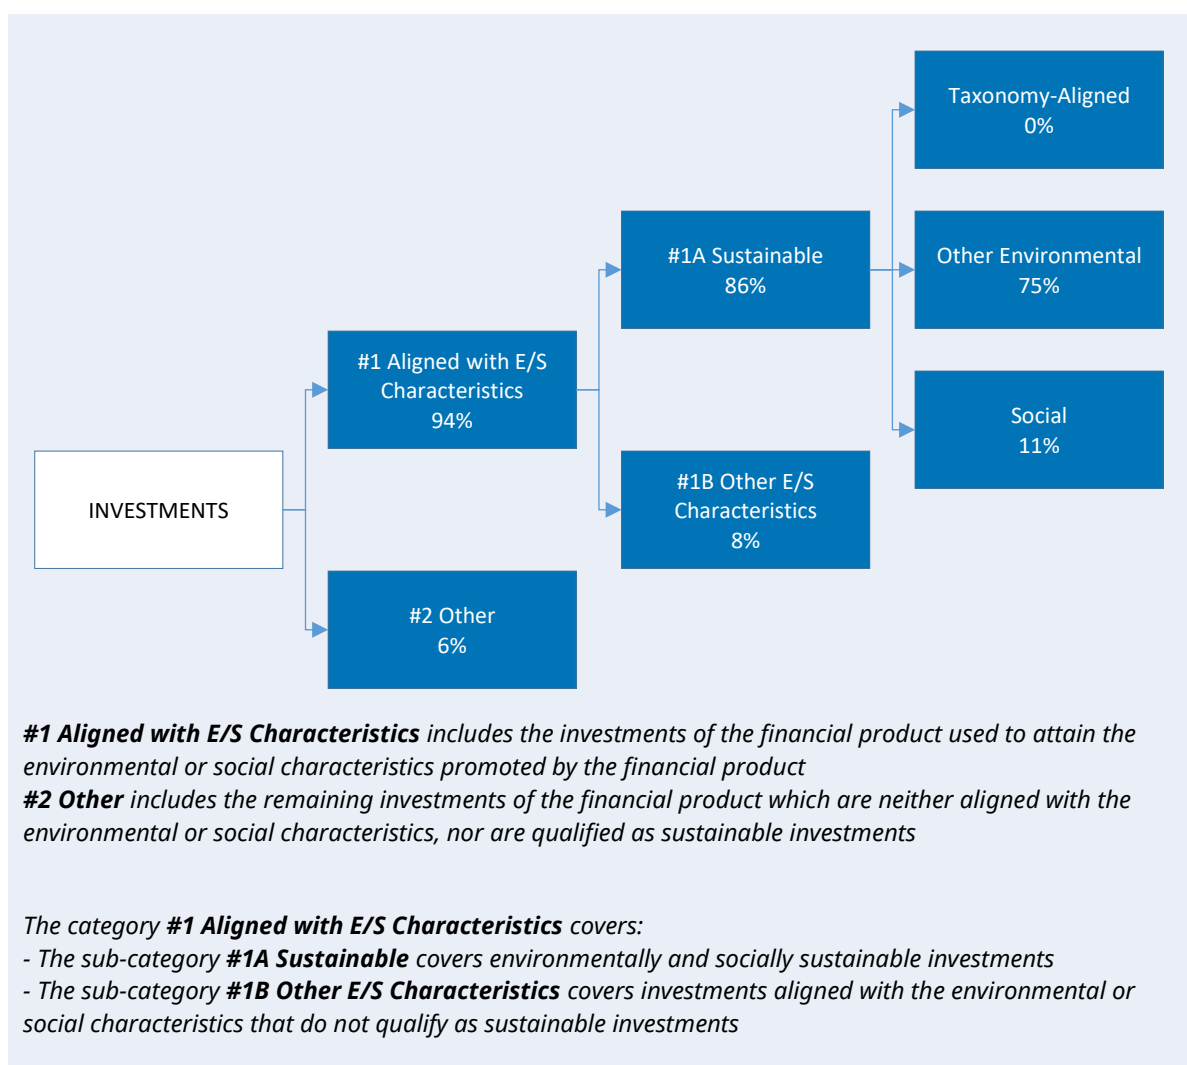 Taxonomy-Aligned
0%
#1A Sustainable
86%
Other Environmental
75%
#1 Aligned with E/S
Characteristics
94%
Social
11%
INVESTMENTS
#1B Other E/S
Characteristics
8%
#2 Other
6%
#1 Aligned with E/S Characteristics includes the investments of the financial product used to attain the
environmental or social characteristics promoted by the financial product
#2 Other includes the remaining investments of the financial product which are neither aligned with the
environmental or social characteristics, nor are qualified as sustainable investments
The category #1 Aligned with E/S Characteristics covers:
- The sub-category #1A Sustainable covers environmentally and socially sustainable investments
- The sub-category #1B Other E/S Characteristics covers investments aligned with the environmental or
social characteristics that do not qualify as sustainable investments